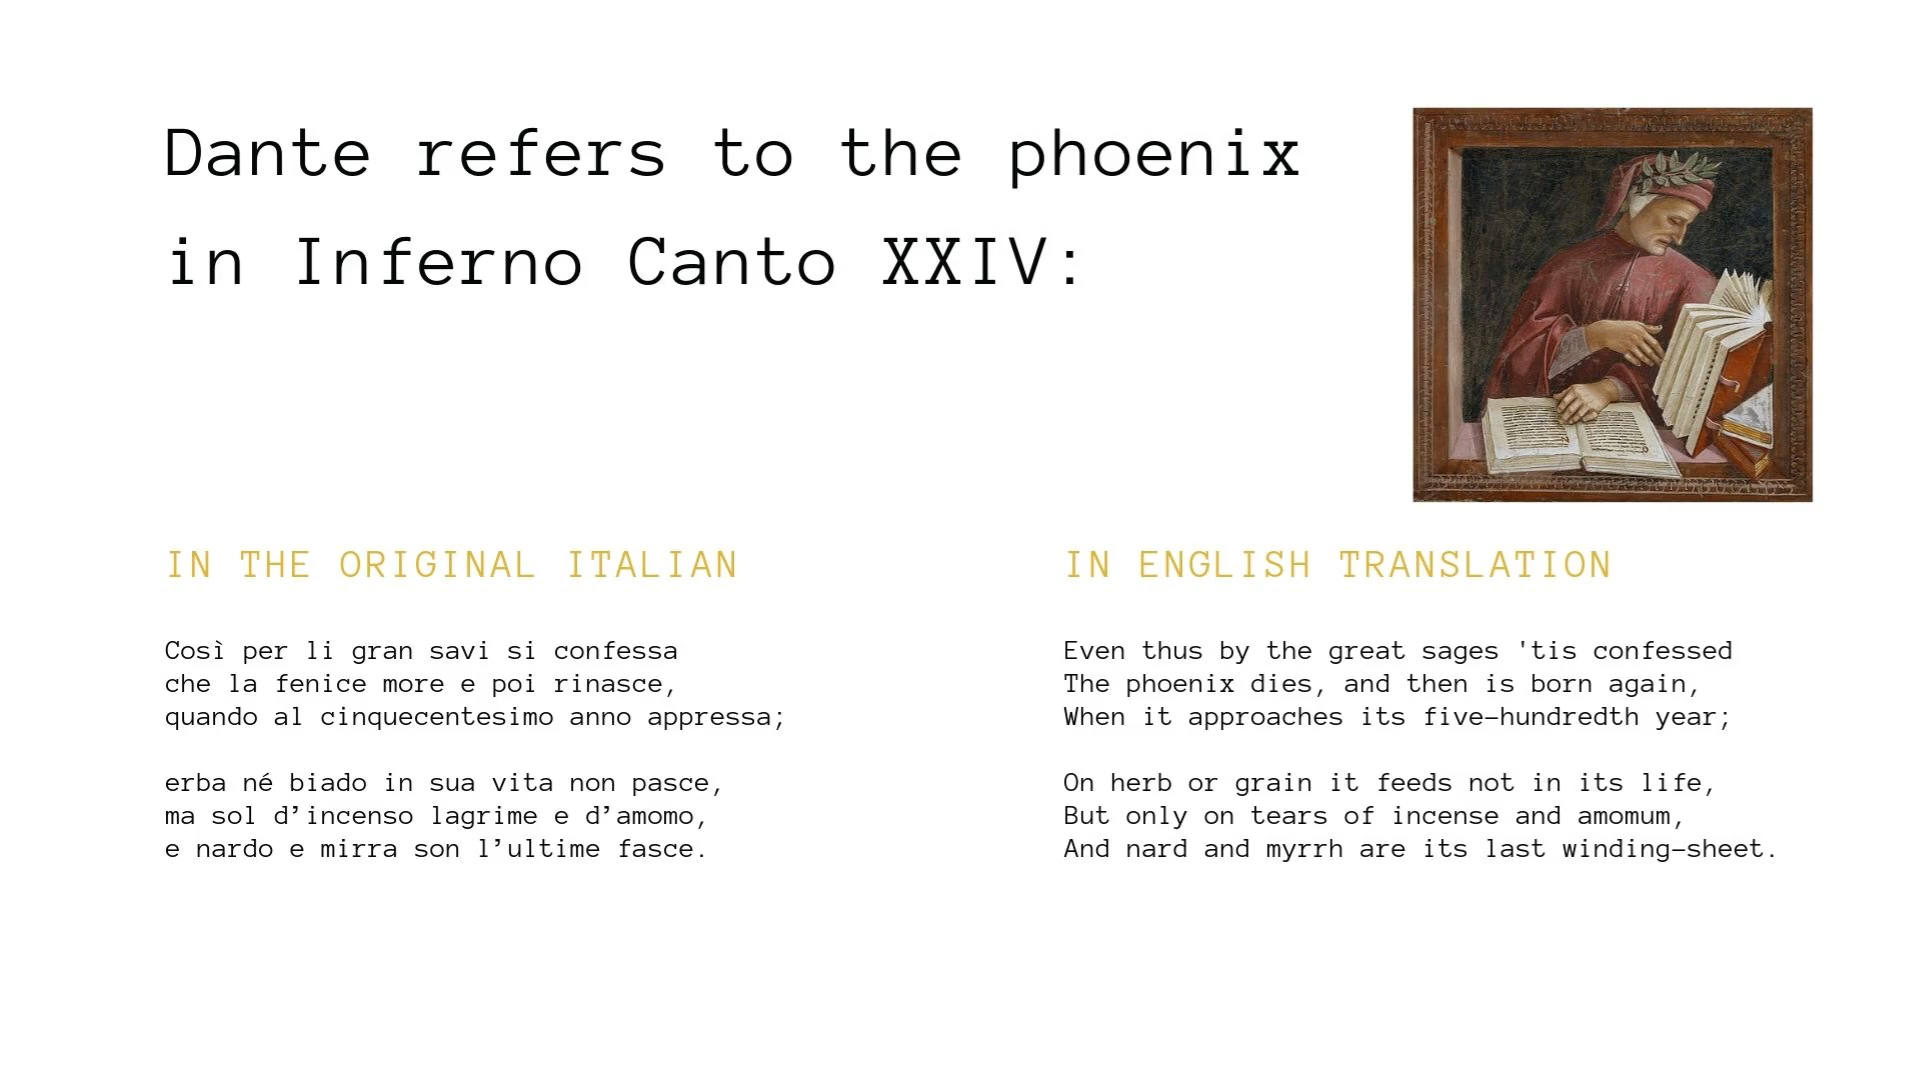 Dante refers to the phoenix
in Inferno Canto XXIV:
IN THE ORIGINAL ITALIAN
Così per li gran savi si confessa
che la fenice more e poi rinasce,
quando al cinquecentesimo anno appressa;
erba né biado in sua vita non pasce,
ma sol d’incenso lagrime e d’amomo,
e nardo e mirra son l’ultime fasce.
IN ENGLISH TRANSLATION
Even thus by the great sages 'tis confessed
The phoenix dies, and then is born again,
When it approaches its five-hundredth year;
On herb or grain it feeds not in its life,
But only on tears of incense and amomum,
And nard and myrrh are its last winding-sheet.